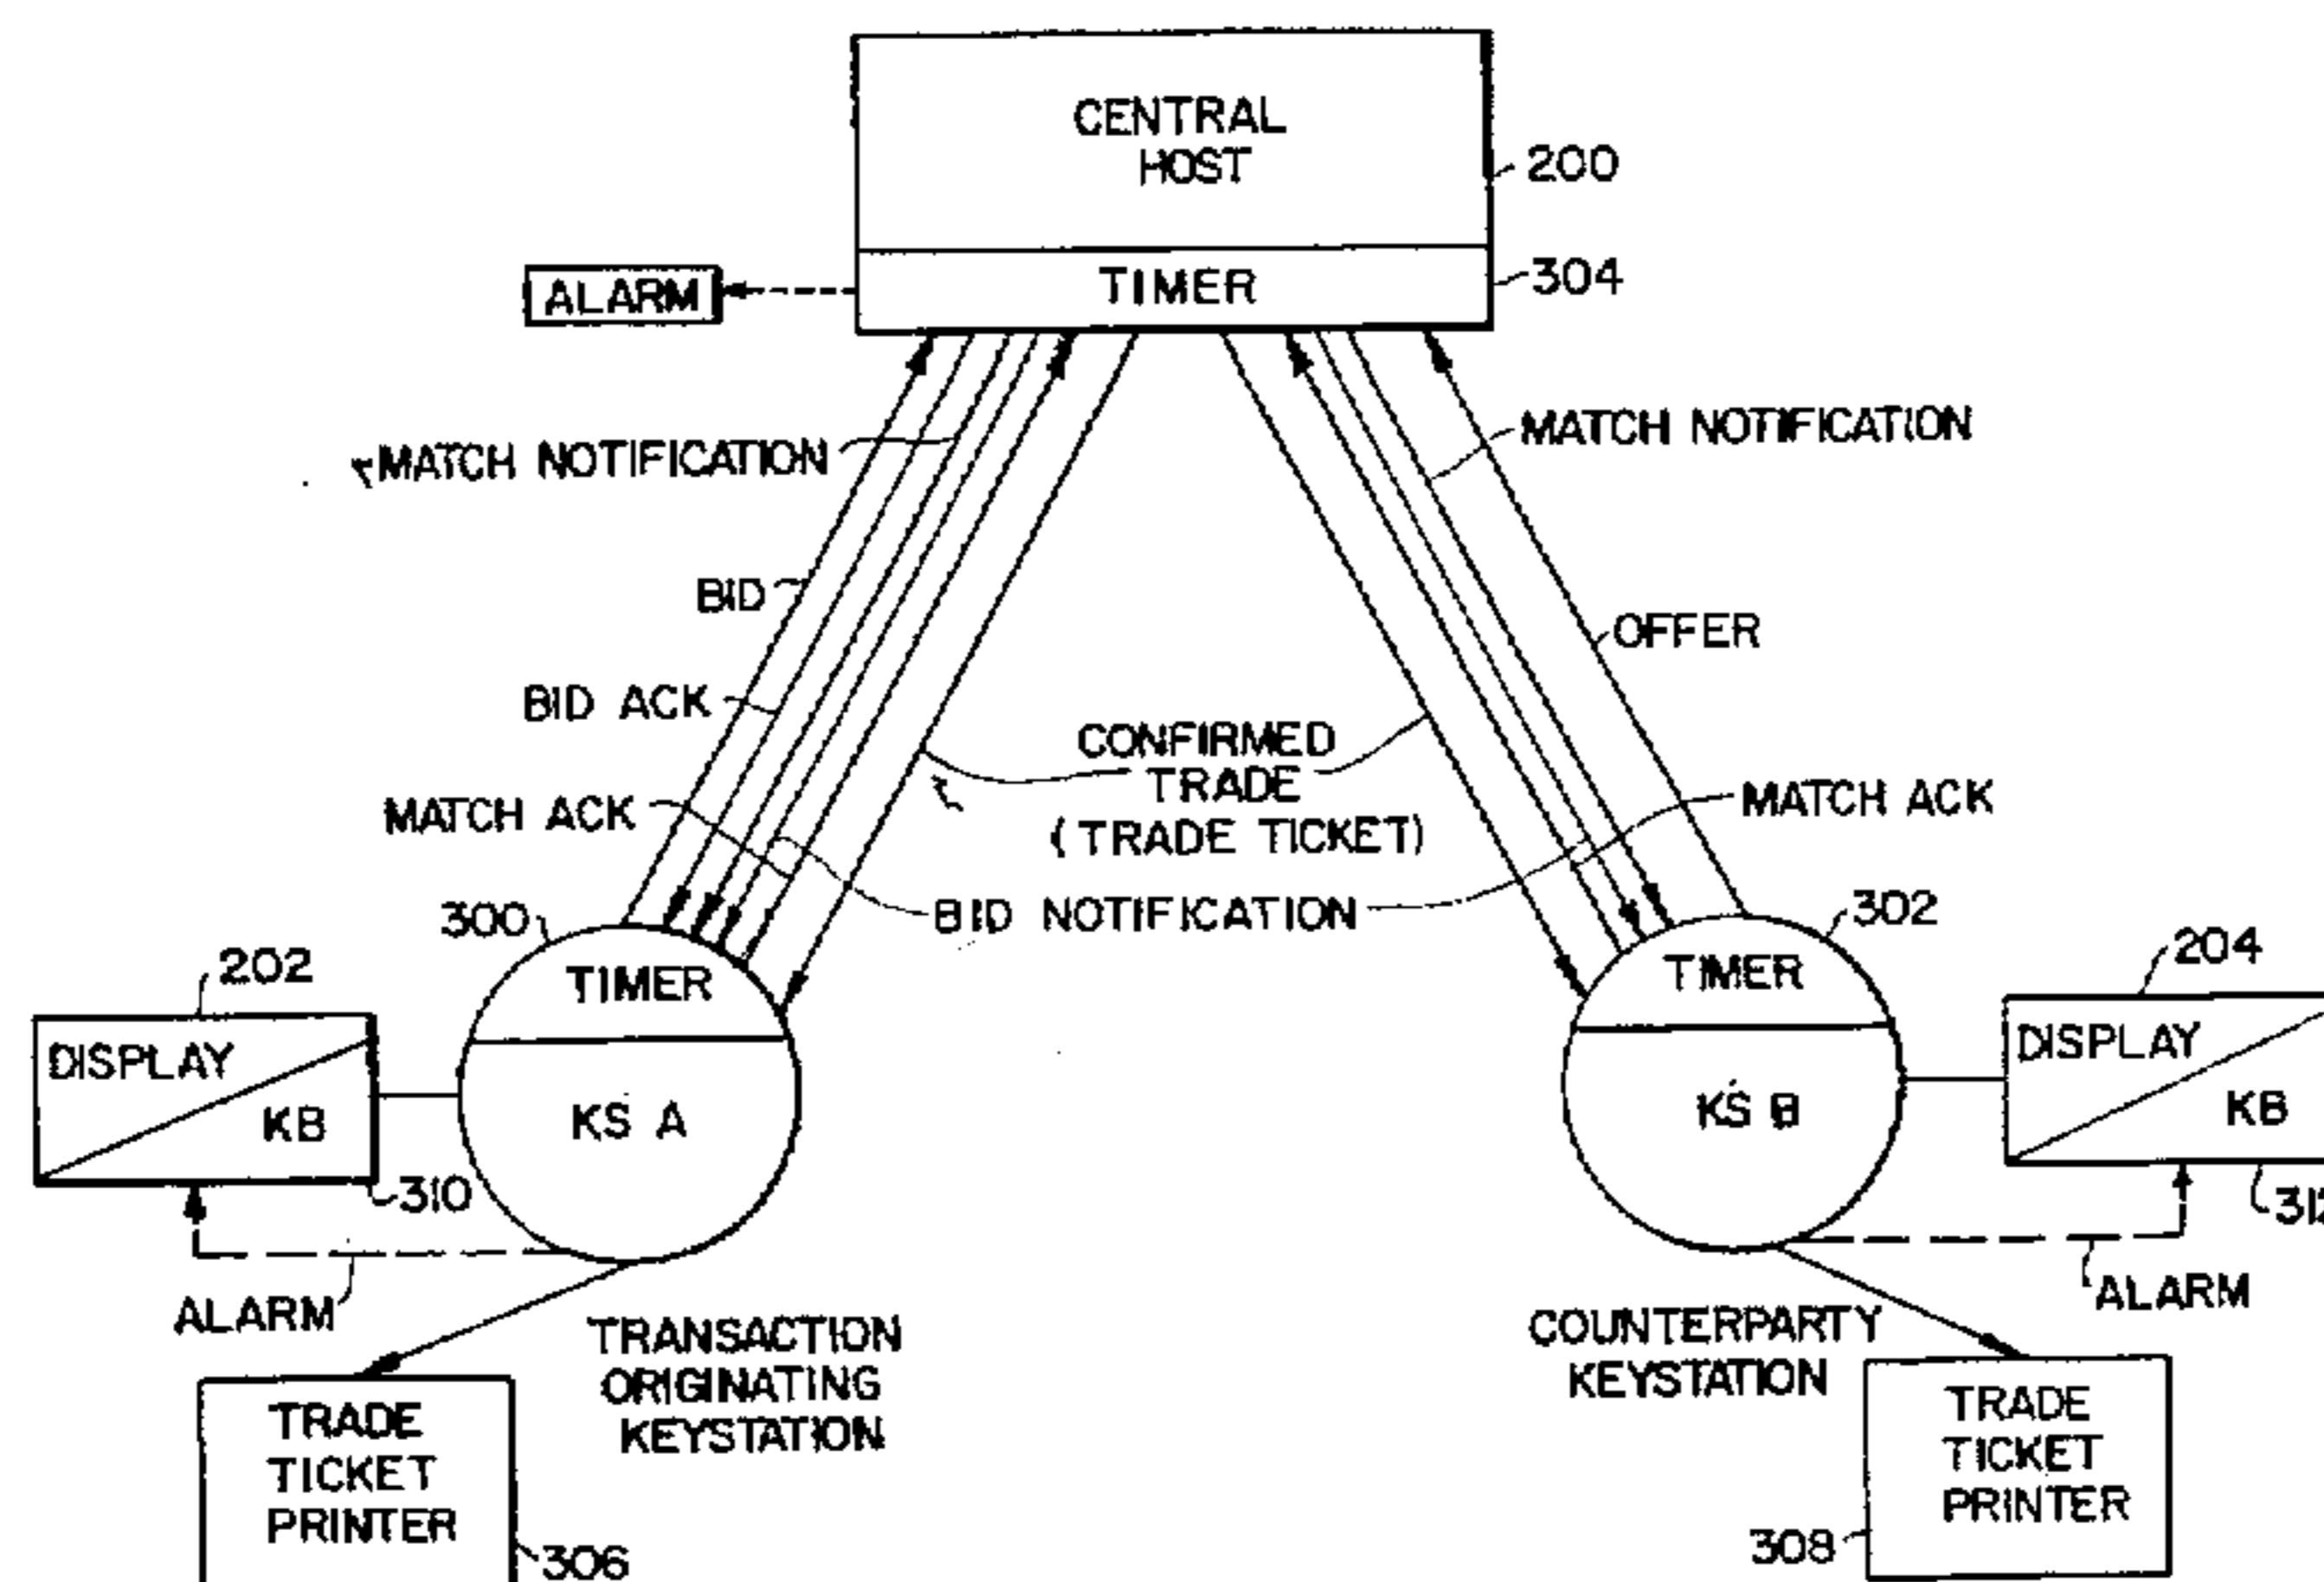 CENTRAL
HOST
200
TIMER
304
ALARM
MATCH NOTIFICATION
MATCH NOTIFICATION
BID
OFFER
BID ACK
CONFIRMED
TRADE
(TRADE TICKET)
MATCH ACK
MATCH ACK
BID NOTIFICATION
300
302
202
204
TIMER
TIMER
DISPLAY
KB
KS A
KS B
DISPLAY
KB
310
ALARM
ALARM
TRANSACTION
ORIGINATING
KEYSTATION
COUNTERPARTY
KEYSTATION
TRADE
TICKET
PRINTER
306
TRADE
TICKET
PRINTER
308